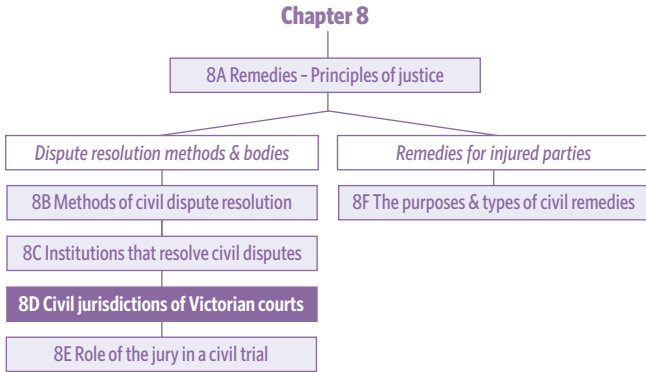 Chapter 8
8A Remedies – Principles of justice
Dispute resolution methods & bodies
Remedies for injured parties
8B Methods of civil dispute resolution
8F The purposes & types of civil remedies
8C Institutions that resolve civil disputes
8D Civil jurisdictions of Victorian courts
8E Role of the jury in a civil trial